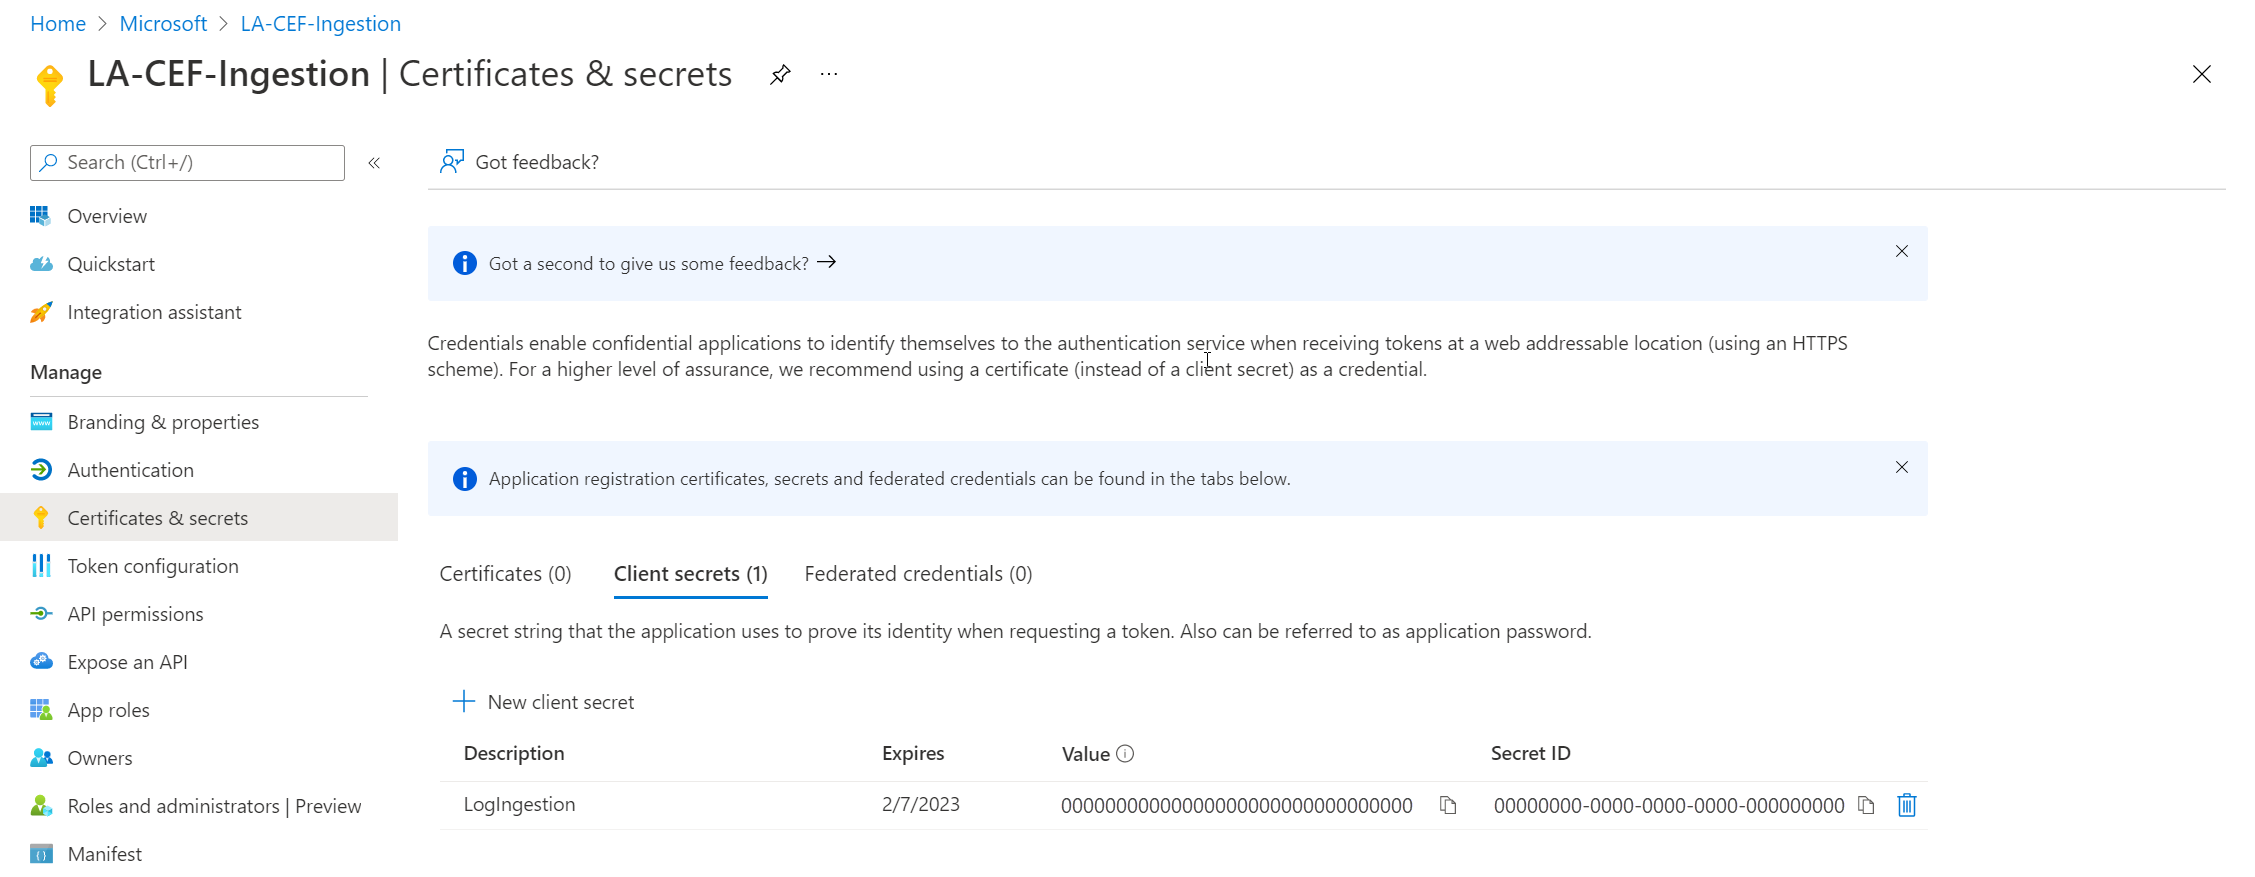 Home > Microsoft > LA-CEF-Ingestion
LA-CEF-Ingestion | Certificates & secrets
Search (Ctrl+/)
Overview
Quickstart
Integration assistant
Manage
Branding & properties
Authentication
Certificates & secrets
Token configuration
API permissions
Expose an API
App roles
Owners
Roles and administrators | Preview
Manifest
Got feedback?
Got a second to give us some feedback?
Credentials enable confidential applications to identify themselves to the authentication service when receiving tokens at a web addressable location (using an HTTPS
scheme). For a higher level of assurance, we recommend using a certificate (instead of a client secret) as a credential.
Application registration certificates, secrets and federated credentials can be found in the tabs below.
Certificates (0) Client secrets (1) Federated credentials (0)
A secret string that the application uses to prove its identity when requesting a token. Also can be referred to as application password.
New client secret
Description Expires Value Secret ID
LogIngestion 2/7/2023 00000000000000000000000000000000 00000000-0000-0000-0000-000000000